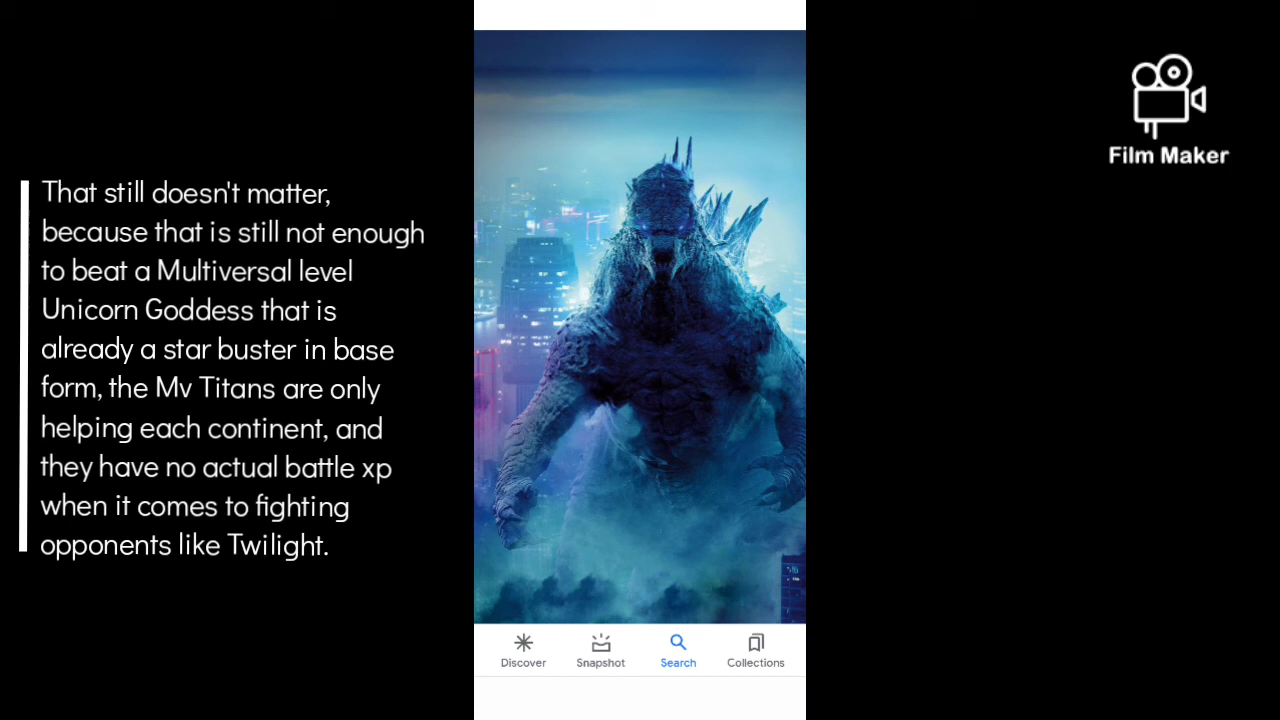 That still doesn't matter,
because that is still not enough
to beat a Multiversal level
Unicorn Goddess that is
already a star buster in base
form, the Mv Titans are only
helping each continent, and
they have no actual battle xp
when it comes to fighting
opponents like Twilight.
Film Maker
Discover
Snapshot
Search
Collections